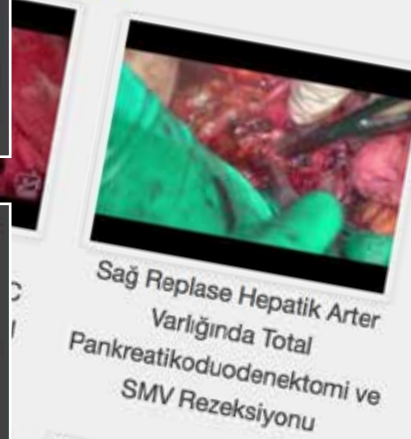 Sağ Replase Hepatik Arter
Varlığında Total
Pankreatikoduodenektomi ve
SMV Rezeksiyonu